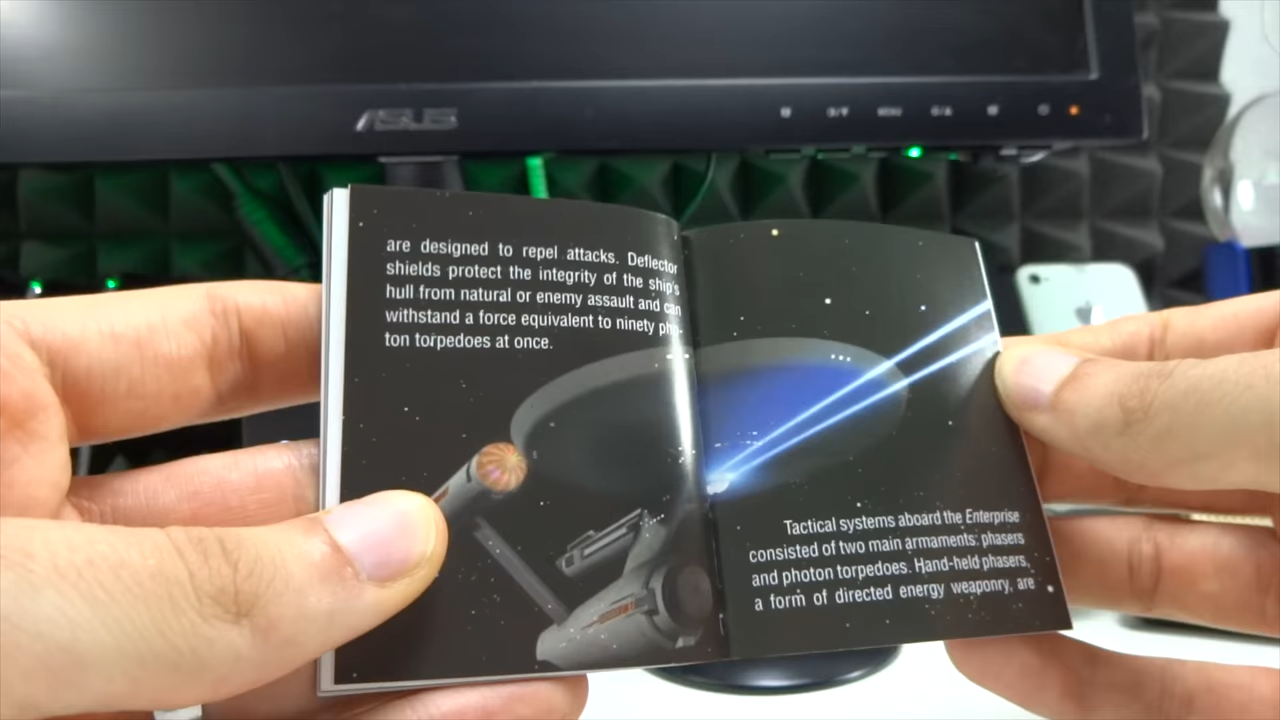 ASUS
MENU
are designed to repel attacks. Deflector
shields protect the integrity of the ship's
hull from natural or enemy assault and can
withstand a force equivalent to ninety pho-
ton torpedoes at once.
Tactical systems aboard the Enterprise
consisted of two main armaments: phasers
and photon torpedoes. Hand-held phasers,
a form of directed energy weaponry, are